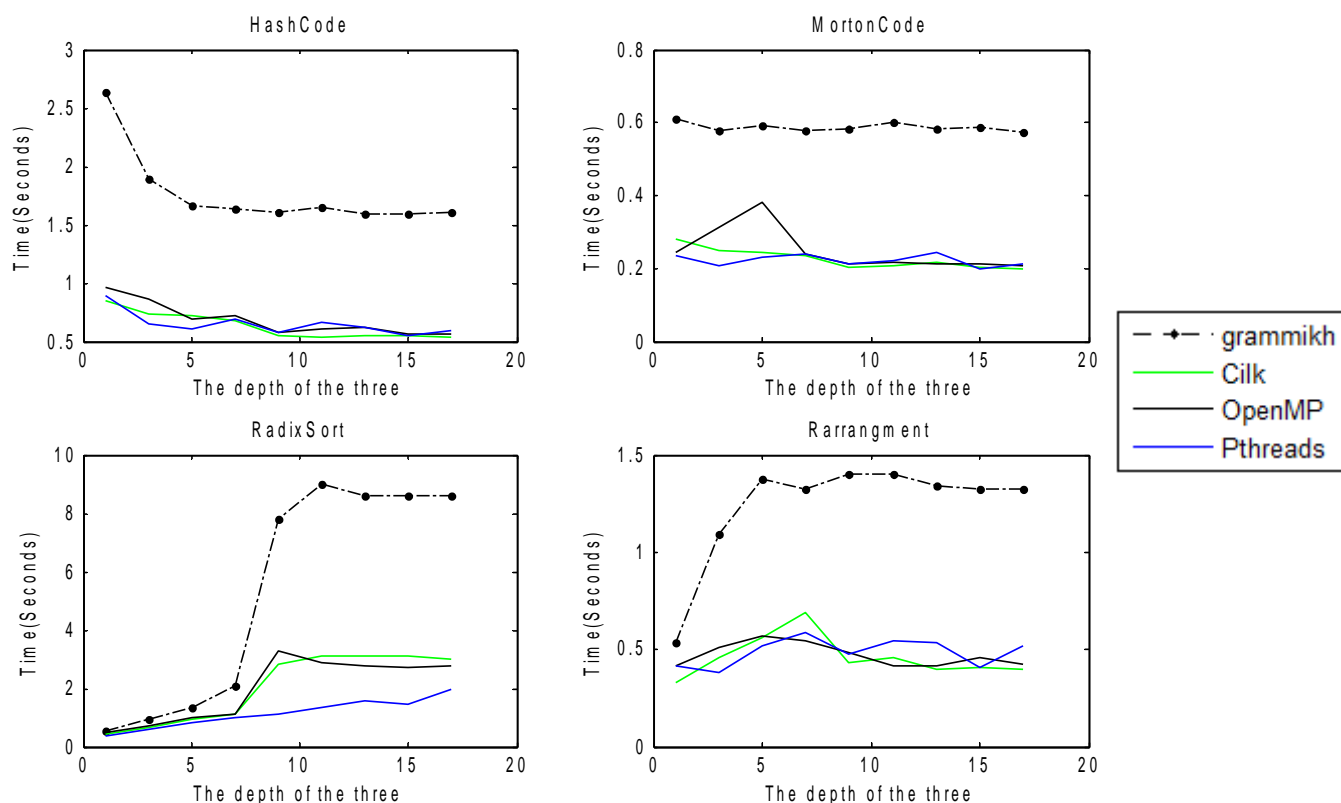 HashCode
3
2.5
2
1.5
1
0.5
0
5
10
15
20
Time(Seconds)
The depth of the three
MortonCode
0.8
0.6
0.4
0.2
0
0
5
10
15
20
Time(Seconds)
The depth of the three
grammikh
Cilk
OpenMP
Pthreads
RadixSort
10
8
6
4
2
0
0
5
10
15
20
Time(Seconds)
The depth of the three
Rarrangment
1.5
1
0.5
0
0
5
10
15
20
Time(Seconds)
The depth of the three